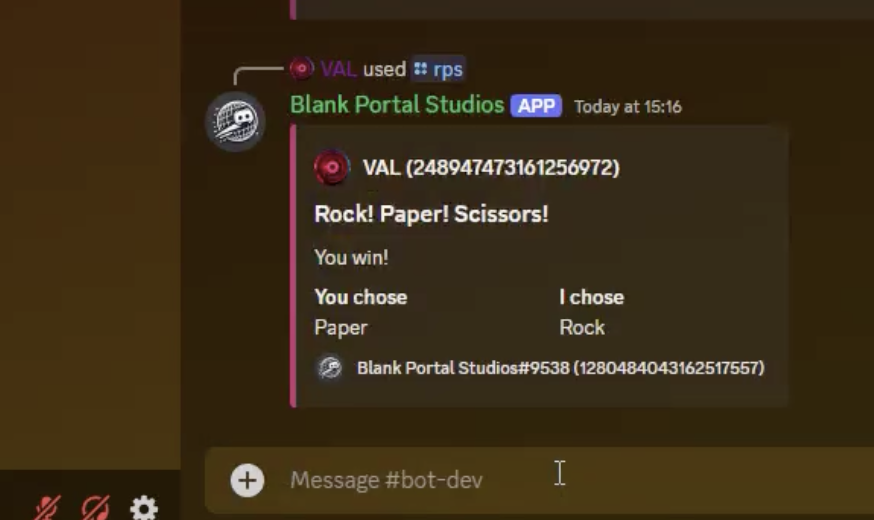 VAL used rps
Blank Portal Studios APP Today at 15:16
VAL (248947473161256972)
Rock! Paper! Scissors!
You win!
You chose I chose
Paper Rock
Blank Portal Studios#9538 (1280484043162517557)
Message #bot-dev